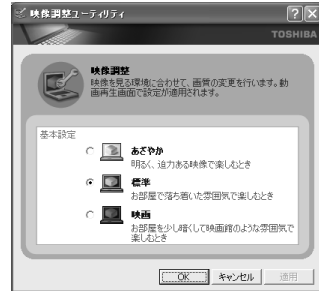 映像調整ユーティリティ
TOSHIBA
映像調整
映像を見る環境に合わせて、画質の変更を行います。動
画再生画面で設定が適用されます。
基本設定
あざやか
明るく、迫力ある映像で楽しむとき
標準
お部屋で落ち着いた雰囲気で楽しむとき
映画
お部屋を少し暗くして映画館のような雰囲気で
楽しむとき
OK キャンセル 適用